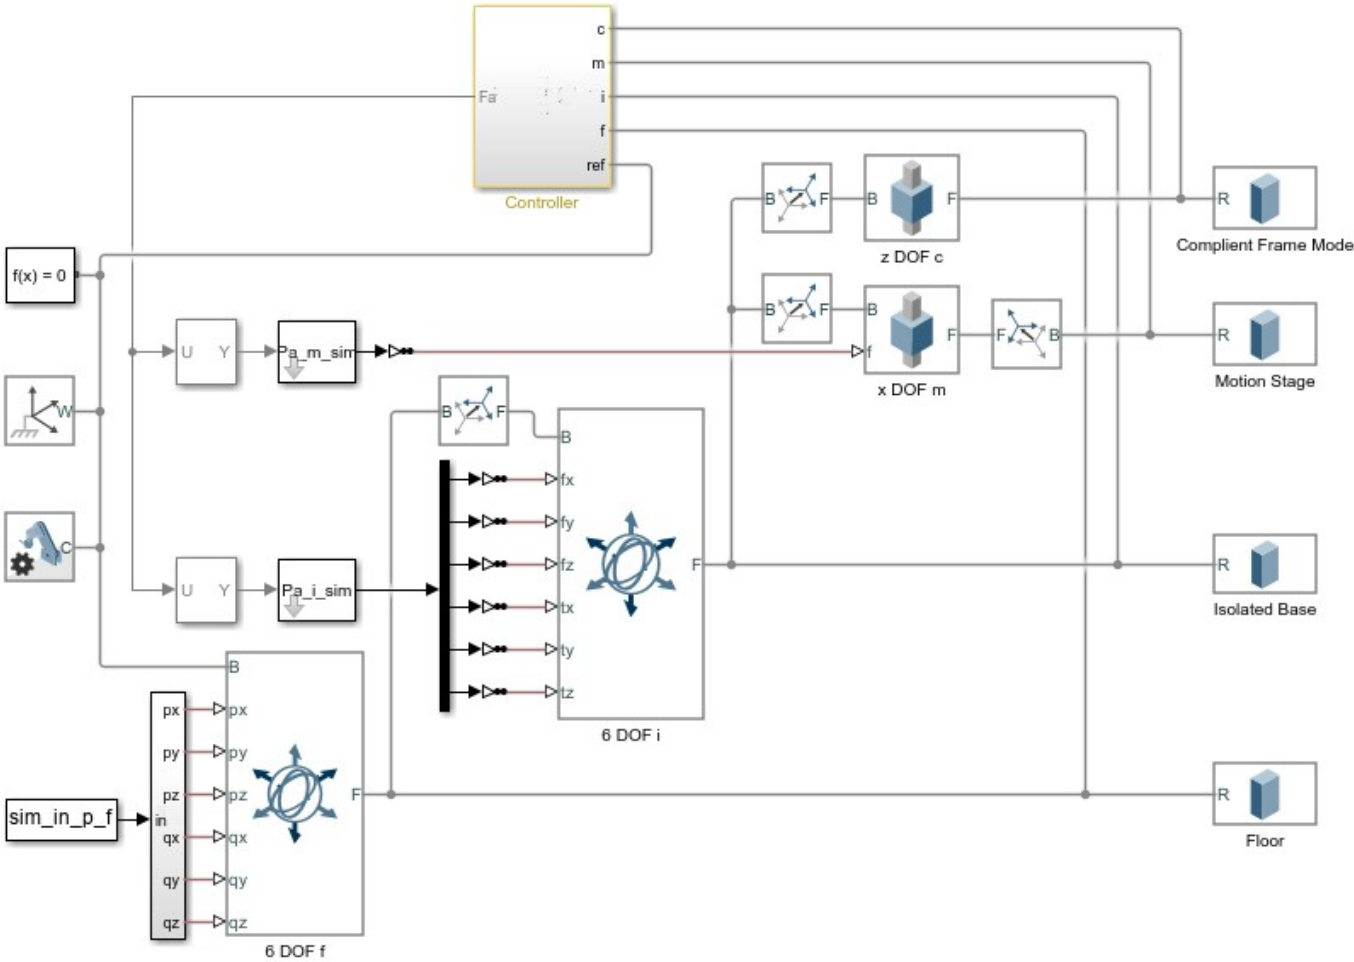 c
m
Fa
i
f
ref
Controller
B F
B F
R
Complient Frame Mode
z DOF c
f(x) = 0
B F
B
F
F B
R
f
x DOF m
Motion Stage
U Y
Pa_m_sim
W
B F
B
fx
fy
fz
tx
ty
tz
F
6 DOF i
C
U Y
Pa_i_sim
R
Isolated Base
B
px px
py py
pz pz
sim_in_p_f
in
qx qx
qy qy
qz qz
F
6 DOF f
R
Floor